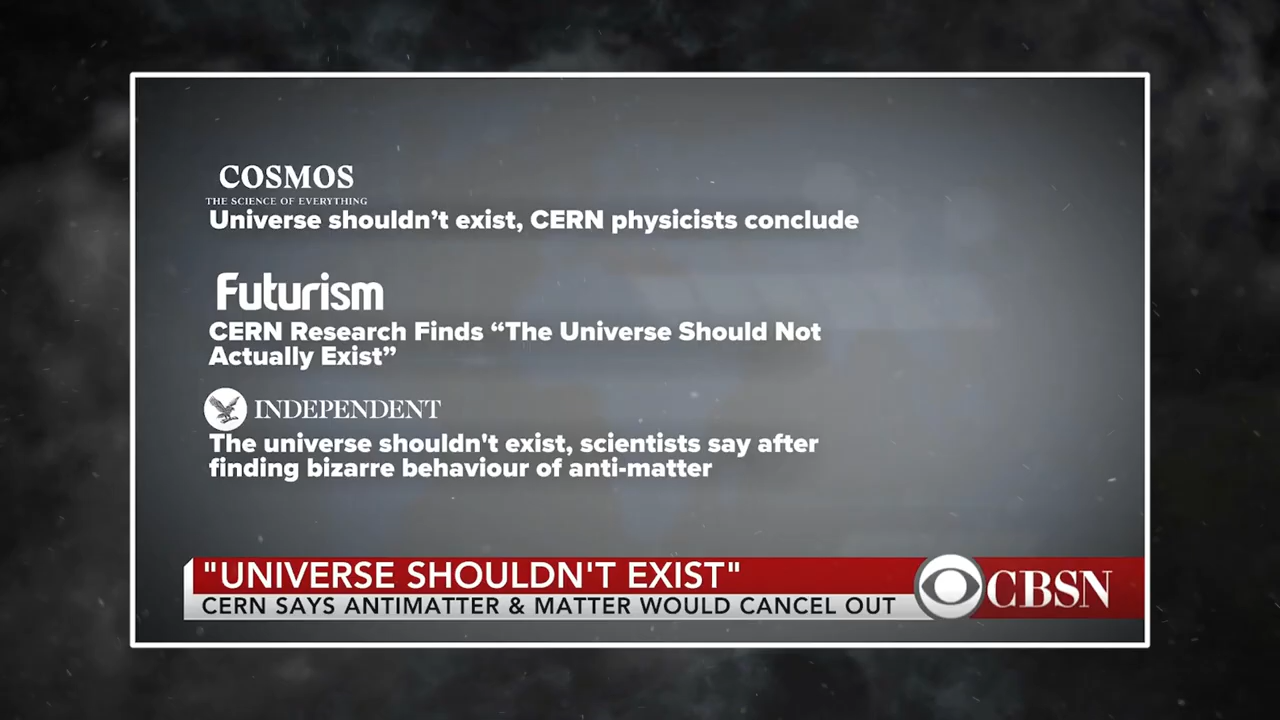 COSMOS
THE SCIENCE OF EVERYTHING
Universe shouldn’t exist, CERN physicists conclude
Futurism
CERN Research Finds “The Universe Should Not
Actually Exist”
INDEPENDENT
The universe shouldn't exist, scientists say after
finding bizarre behaviour of anti-matter
"UNIVERSE SHOULDN'T EXIST"
CERN SAYS ANTIMATTER & MATTER WOULD CANCEL OUT
CBSN